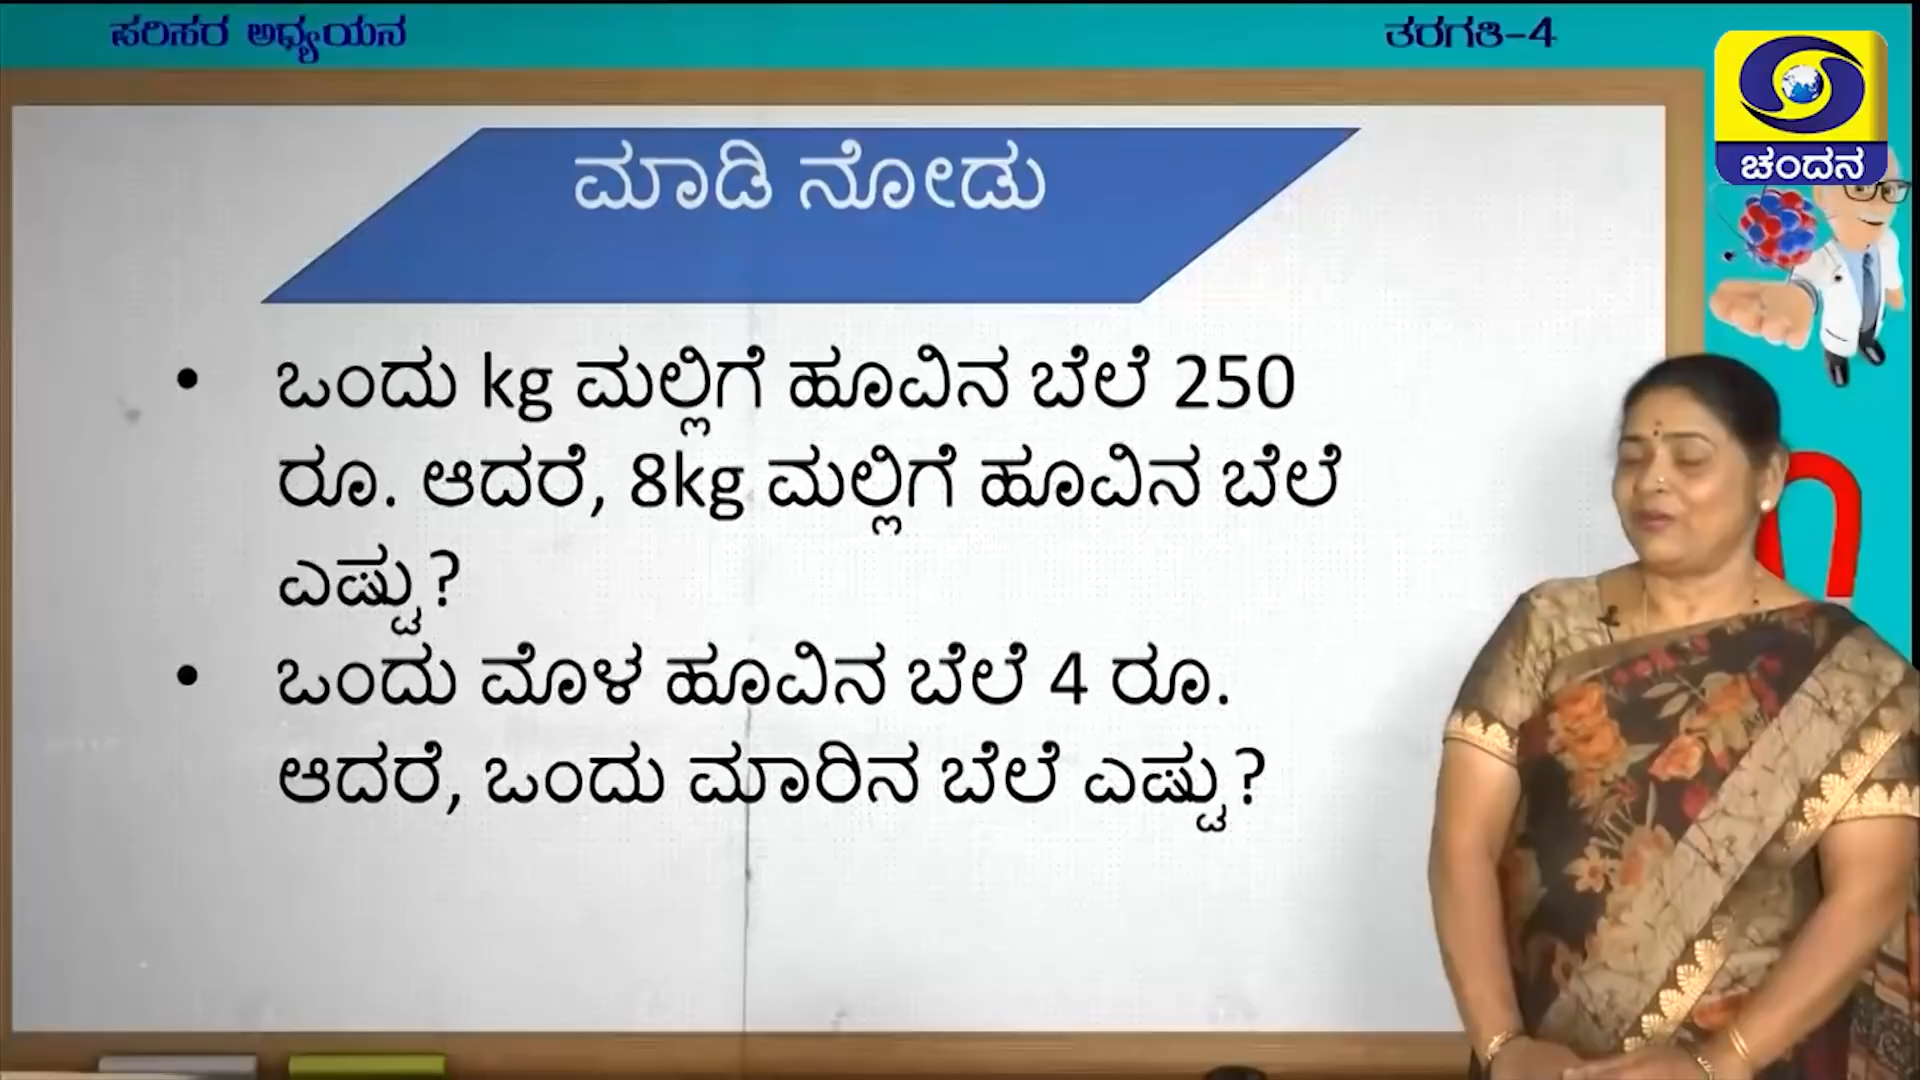 ಪರಿಸರ ಅಧ್ಯಯನ
ತರಗತಿ-4
ಚಂದನ
ಮಾಡಿ ನೋಡು
• ಒಂದು kg ಮಲ್ಲಿಗೆ ಹೂವಿನ ಬೆಲೆ 250
ರೂ. ಆದರೆ, 8kg ಮಲ್ಲಿಗೆ ಹೂವಿನ ಬೆಲೆ
ಎಷ್ಟು?
• ಒಂದು ಮೊಳ ಹೂವಿನ ಬೆಲೆ 4 ರೂ.
ಆದರೆ, ಒಂದು ಮಾರಿನ ಬೆಲೆ ಎಷ್ಟು?